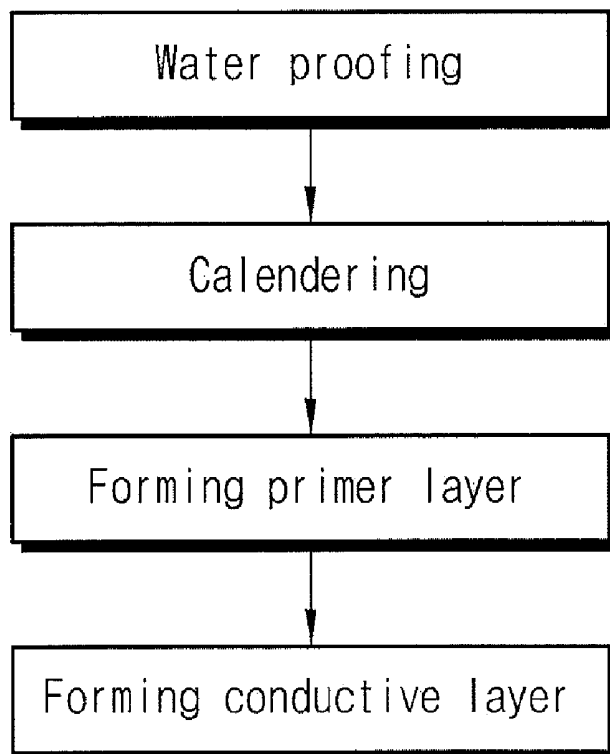 Water proofing
Calendering
Forming primer layer
Forming conductive layer